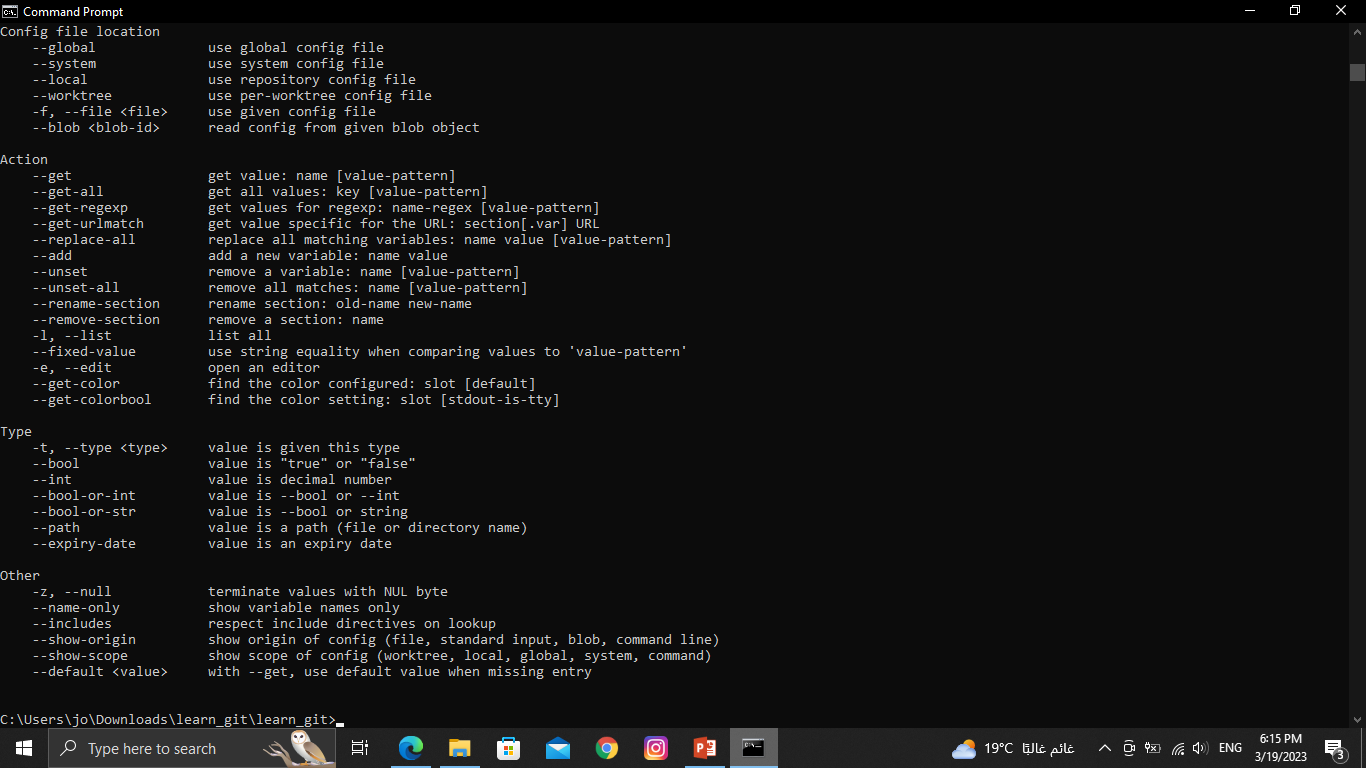 Command Prompt
Config file location
--global use global config file
--system use system config file
--local use repository config file
--worktree use per-worktree config file
-f, --file <file> use given config file
--blob <blob-id> read config from given blob object
Action
--get get value: name [value-pattern]
--get-all get all values: key [value-pattern]
--get-regexp get values for regexp: name-regex [value-pattern]
--get-urlmatch get value specific for the URL: section[.var] URL
--replace-all replace all matching variables: name value [value-pattern]
--add add a new variable: name value
--unset remove a variable: name [value-pattern]
--unset-all remove all matches: name [value-pattern]
--rename-section rename section: old-name new-name
--remove-section remove a section: name
-l, --list list all
--fixed-value use string equality when comparing values to 'value-pattern'
-e, --edit open an editor
--get-color find the color configured: slot [default]
--get-colorbool find the color setting: slot [stdout-is-tty]
Type
-t, --type <type> value is given this type
--bool value is "true" or "false"
--int value is decimal number
--bool-or-int value is --bool or --int
--bool-or-str value is --bool or string
--path value is a path (file or directory name)
--expiry-date value is an expiry date
Other
-z, --null terminate values with NUL byte
--name-only show variable names only
--includes respect include directives on lookup
--show-origin show origin of config (file, standard input, blob, command line)
--show-scope show scope of config (worktree, local, global, system, command)
--default <value> with --get, use default value when missing entry
C:\Users\jo\Downloads\learn_git\learn_git>
Type here to search
19°C غائم غالبًا
ENG
6:15 PM
3/19/2023
3